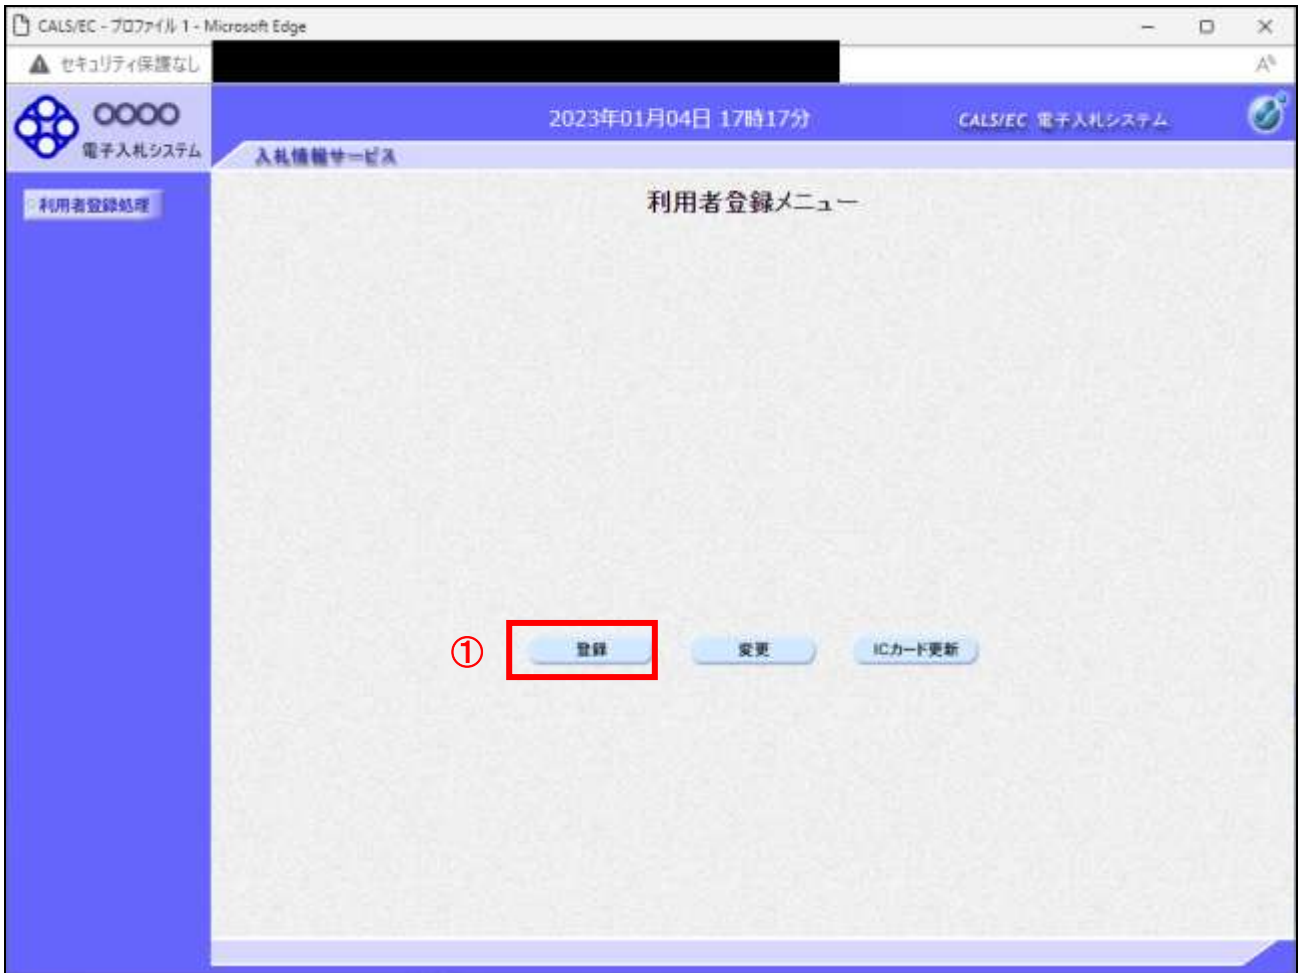 CALS/EC - プロファイル 1 - Microsoft Edge
セキュリティ保護なし
○○○○
電子入札システム
2023年01月04日 17時17分
CALS/EC 電子入札システム
入札情報サービス
利用者登録処理
利用者登録メニュー
① 登録 変更 ICカード更新